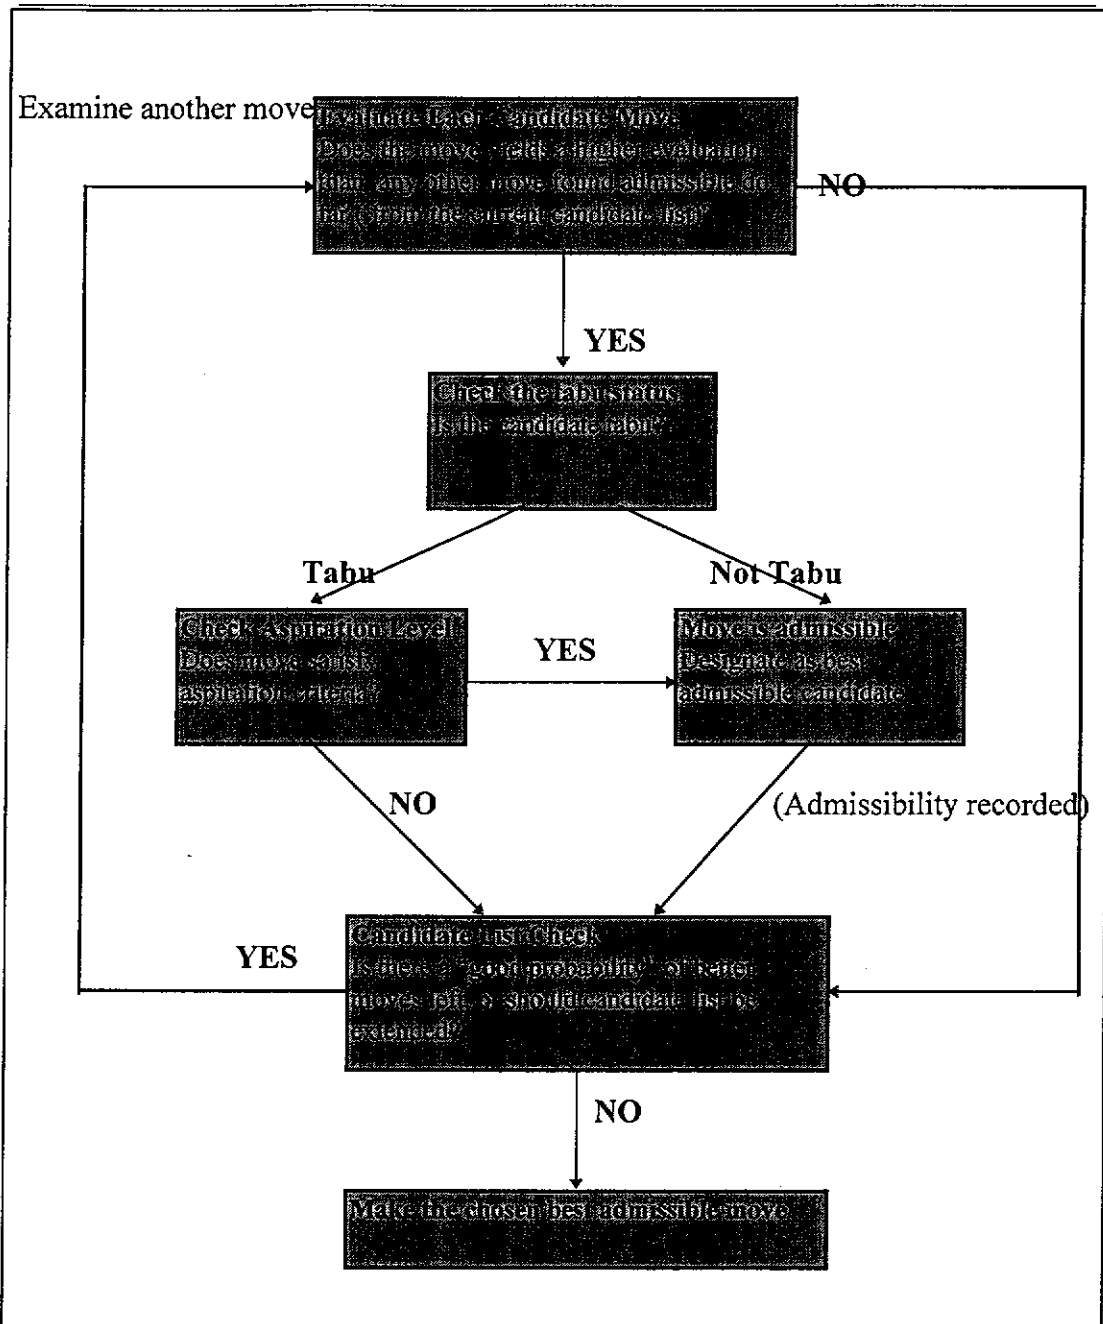 Examine another move
Evaluate Each Candidate Move
Does the move yields a higher evaluation
than any other move found admissible do
far ( from the current candidate list)
NO
YES
Check the Tabu status
Is the candidate tabu?
Tabu
Not Tabu
Check Aspiration Level
Does move satisfy
aspiration criteria?
YES
Move is admissible
Designate as best
admissible candidate
NO
(Admissibility recorded)
YES
Candidate List Check
Is there a "good probability" of better
moves left, or should candidate list be
extended?
NO
Make the chosen best admissible move